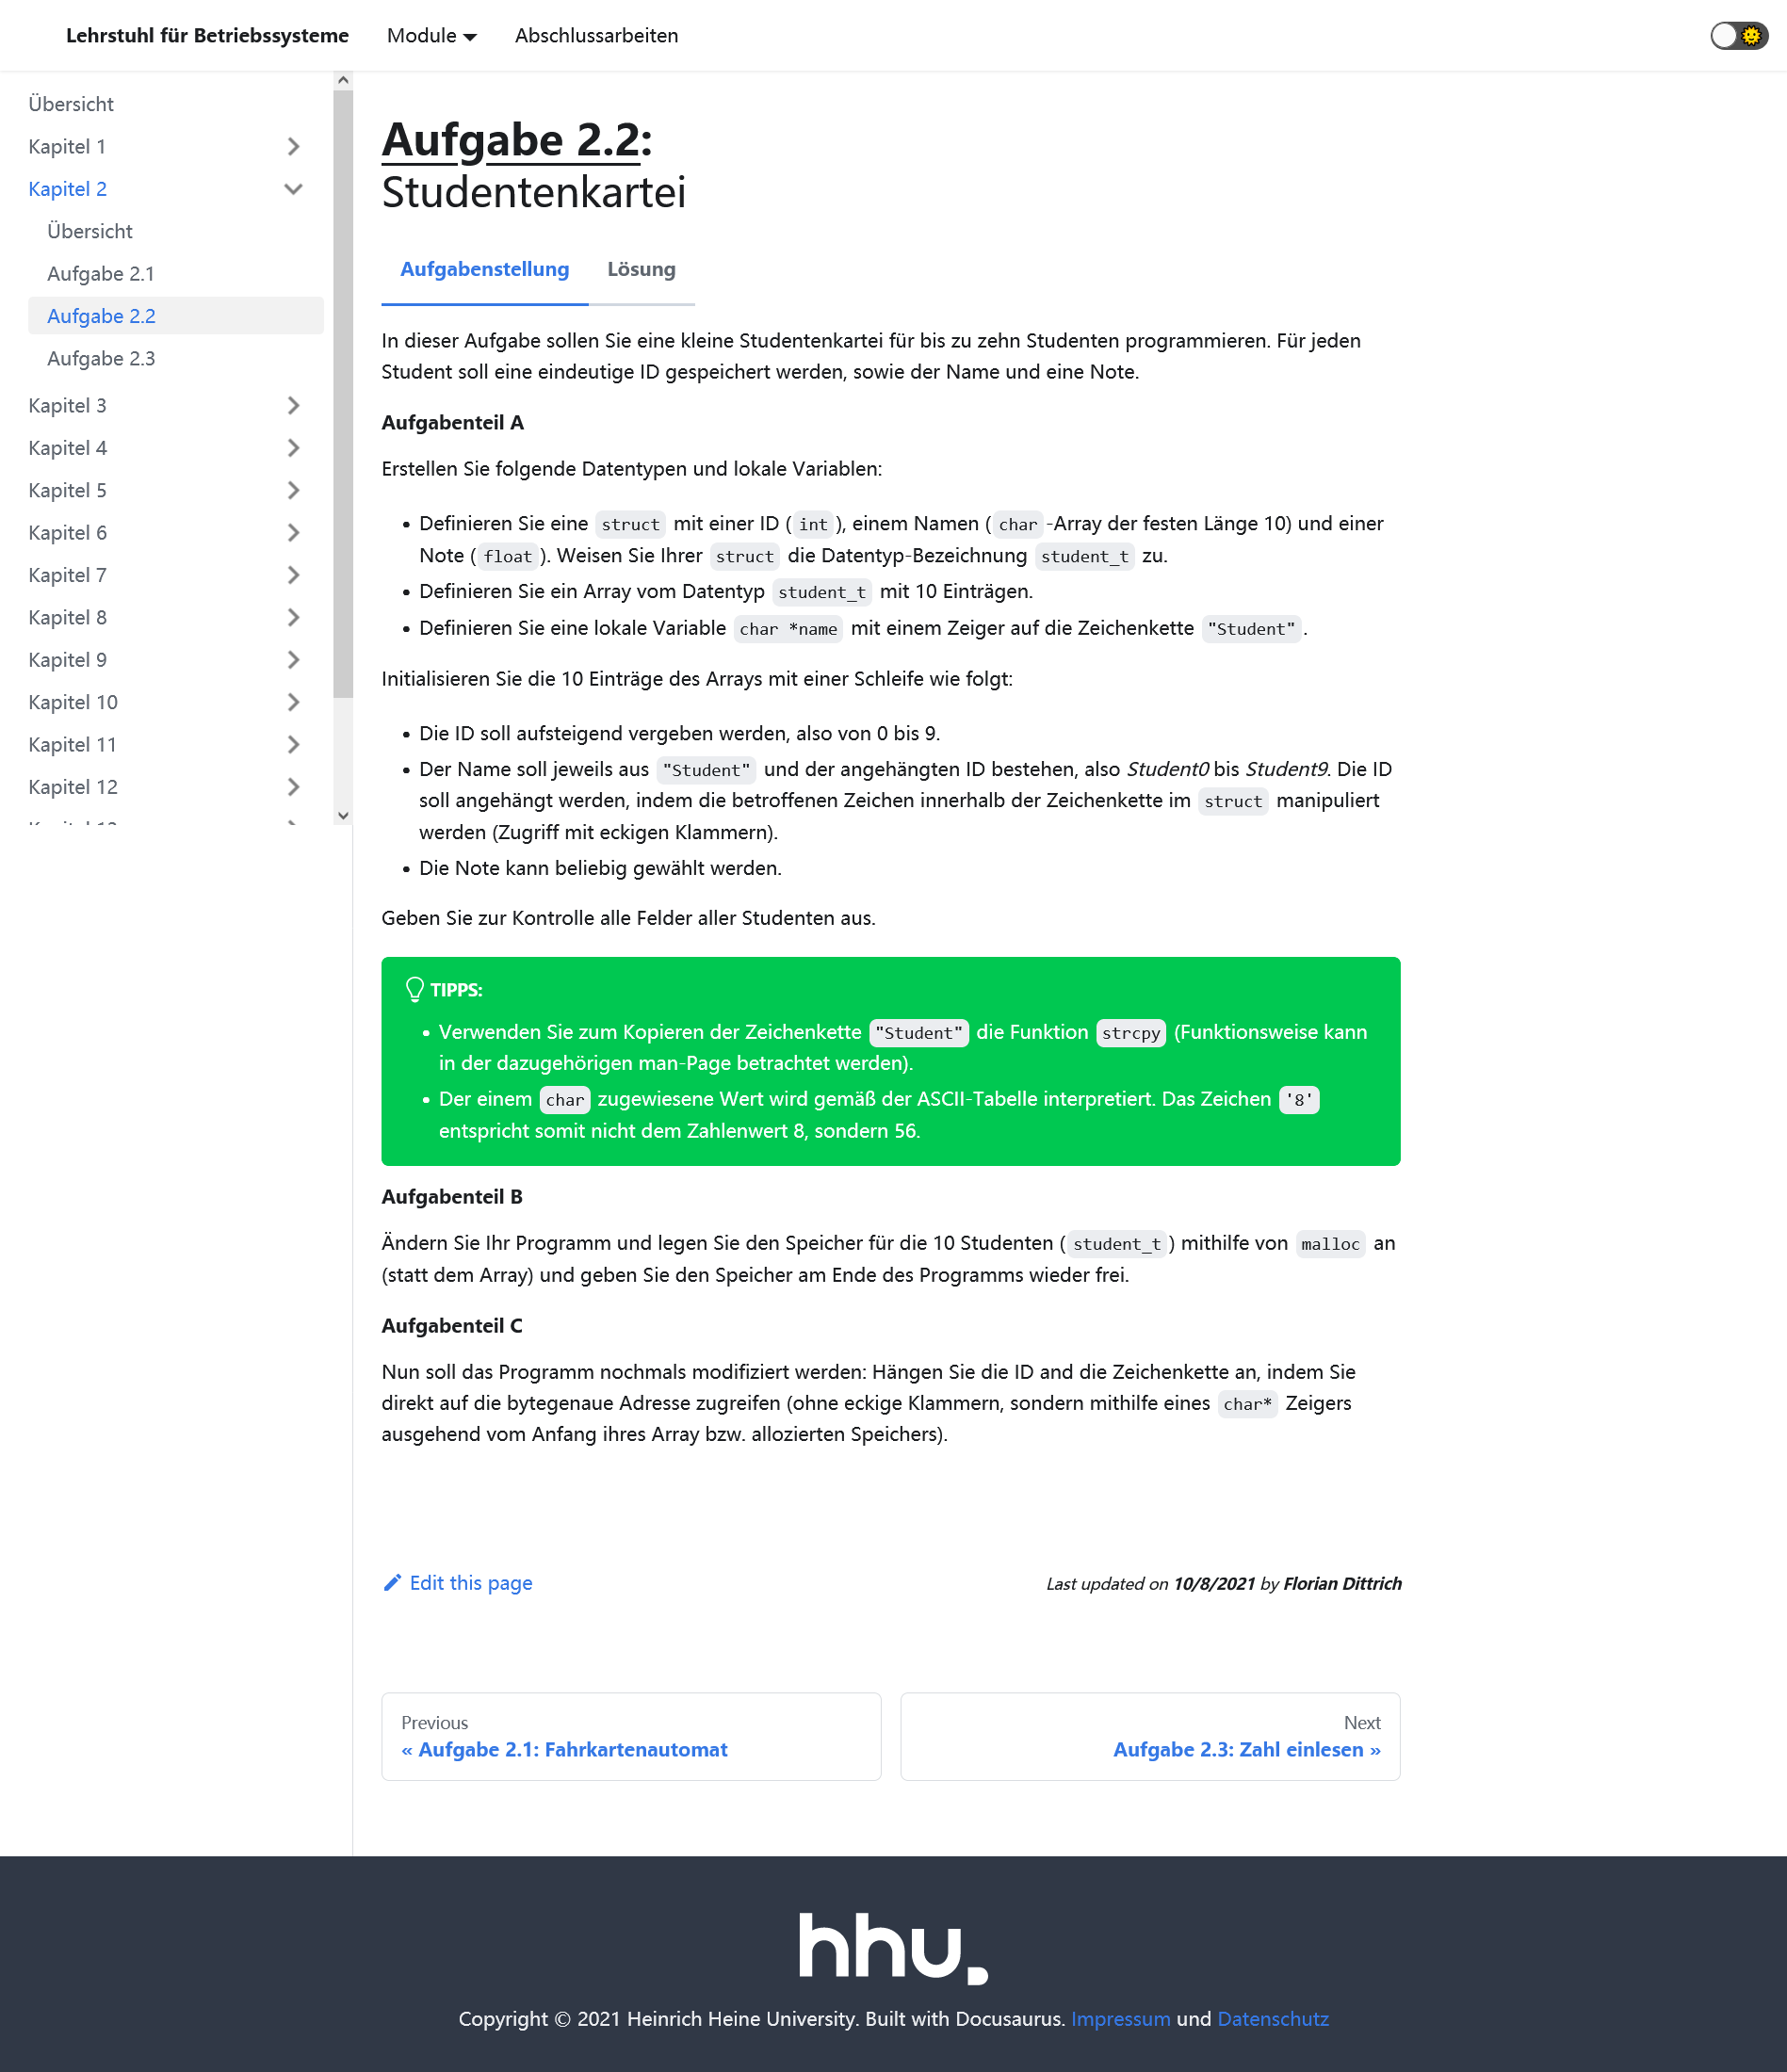 Lehrstuhl für Betriebssysteme Module Abschlussarbeiten
Übersicht
Kapitel 1
Kapitel 2
Übersicht
Aufgabe 2.1
Aufgabe 2.2
Aufgabe 2.3
Kapitel 3
Kapitel 4
Kapitel 5
Kapitel 6
Kapitel 7
Kapitel 8
Kapitel 9
Kapitel 10
Kapitel 11
Kapitel 12
Aufgabe 2.2:
Studentenkartei
Aufgabenstellung Lösung
In dieser Aufgabe sollen Sie eine kleine Studentenkartei für bis zu zehn Studenten programmieren. Für jeden
Student soll eine eindeutige ID gespeichert werden, sowie der Name und eine Note.
Aufgabenteil A
Erstellen Sie folgende Datentypen und lokale Variablen:
• Definieren Sie eine struct mit einer ID (int), einem Namen (char-Array der festen Länge 10) und einer
Note (float). Weisen Sie Ihrer struct die Datentyp-Bezeichnung student_t zu.
• Definieren Sie ein Array vom Datentyp student_t mit 10 Einträgen.
• Definieren Sie eine lokale Variable char *name mit einem Zeiger auf die Zeichenkette "Student".
Initialisieren Sie die 10 Einträge des Arrays mit einer Schleife wie folgt:
• Die ID soll aufsteigend vergeben werden, also von 0 bis 9.
• Der Name soll jeweils aus "Student" und der angehängten ID bestehen, also Student0 bis Student9. Die ID
soll angehängt werden, indem die betroffenen Zeichen innerhalb der Zeichenkette im struct manipuliert
werden (Zugriff mit eckigen Klammern).
• Die Note kann beliebig gewählt werden.
Geben Sie zur Kontrolle alle Felder aller Studenten aus.
TIPPS:
• Verwenden Sie zum Kopieren der Zeichenkette "Student" die Funktion strcpy (Funktionsweise kann
in der dazugehörigen man-Page betrachtet werden).
• Der einem char zugewiesene Wert wird gemäß der ASCII-Tabelle interpretiert. Das Zeichen '8'
entspricht somit nicht dem Zahlenwert 8, sondern 56.
Aufgabenteil B
Ändern Sie Ihr Programm und legen Sie den Speicher für die 10 Studenten (student_t) mithilfe von malloc an
(statt dem Array) und geben Sie den Speicher am Ende des Programms wieder frei.
Aufgabenteil C
Nun soll das Programm nochmals modifiziert werden: Hängen Sie die ID and die Zeichenkette an, indem Sie
direkt auf die bytegenaue Adresse zugreifen (ohne eckige Klammern, sondern mithilfe eines char* Zeigers
ausgehend vom Anfang ihres Array bzw. allozierten Speichers).
Edit this page Last updated on 10/8/2021 by Florian Dittrich
Previous
« Aufgabe 2.1: Fahrkartenautomat
Next
Aufgabe 2.3: Zahl einlesen »
hhu.
Copyright © 2021 Heinrich Heine University. Built with Docusaurus. Impressum und Datenschutz